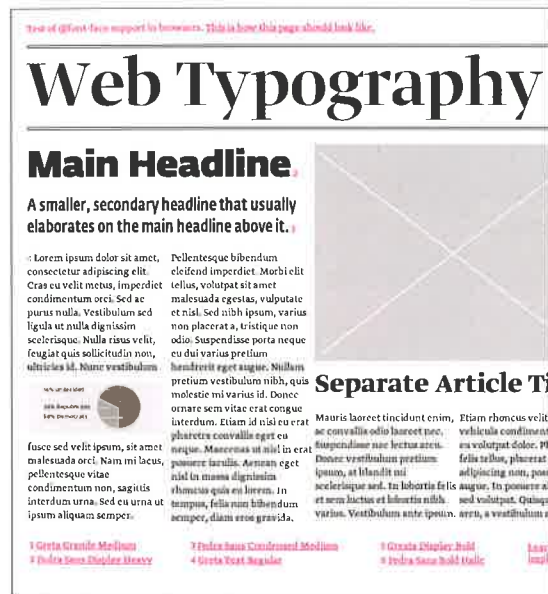 Test of @font-face support in browsers. This is how this page should look like.
Web Typography
Main Headline
A smaller, secondary headline that usually
elaborates on the main headline above it.
Lorem ipsum dolor sit amet,
consectetur adipiscing elit.
Cras eu velit metus, imperdiet
condimentum orci. Sed ac
purus nulla. Vestibulum sed
ligula ut nulla dignissim
scelerisque. Nulla risus velit,
feugiat quis sollicitudin non,
ultricies id. Nunc vestibulum
fusce sed velit ipsum, sit amet
malesuada orci. Nam mi lacus,
pellentesque vitae
condimentum non, sagittis
interdum urna. Sed eu urna ut
ipsum aliquam semper.
Pellentesque bibendum
eleifend imperdiet. Morbi elit
tellus, volutpat sit amet
malesuada egestas, vulputate
et nisl. Sed nibh ipsum, varius
non placerat a, tristique non
odio. Suspendisse porta neque
eu dui varius pretium
hendrerit eget augue. Nullam
pretium vestibulum nibh, quis
molestie mi varius id. Donec
ornare sem vitae erat congue
interdum. Etiam id nisi eu erat
pharetra convallis eget eu
neque. Maecenas ut nisl in erat
posuere iaculis. Aenean eget
nisl in massa dignissim
rhoncus quis eu lorem. In
tempus, felis non bibendum
semper, diam eros gravida.
Separate Article Ti
Mauris laoreet tincidunt enim,
ac convallis odio laoreet nec.
Suspendisse nac lectus arcu.
Donec vestibulum pretium
ipsum, at blandit mi
scelerisque sed. In lobortis felis
et sem luctus et lobortis nibh
varius. Vestibulum ante ipsum.
Etiam rhoncus velit
vehicula condiment
eu volutpat dolor. Ph
felis tellus, placerat
adipiscing non, pos
augue. In posuere a
sed volutpat. Quisq
arcu, a vestibulum a
1 Greta Grande Medium
2 Fedra Sans Display Heavy
3 Fedra Sans Condensed Medium
4 Greta Text Regular
5 Greata Display Bold
6 Fedra Sans Bold Italic